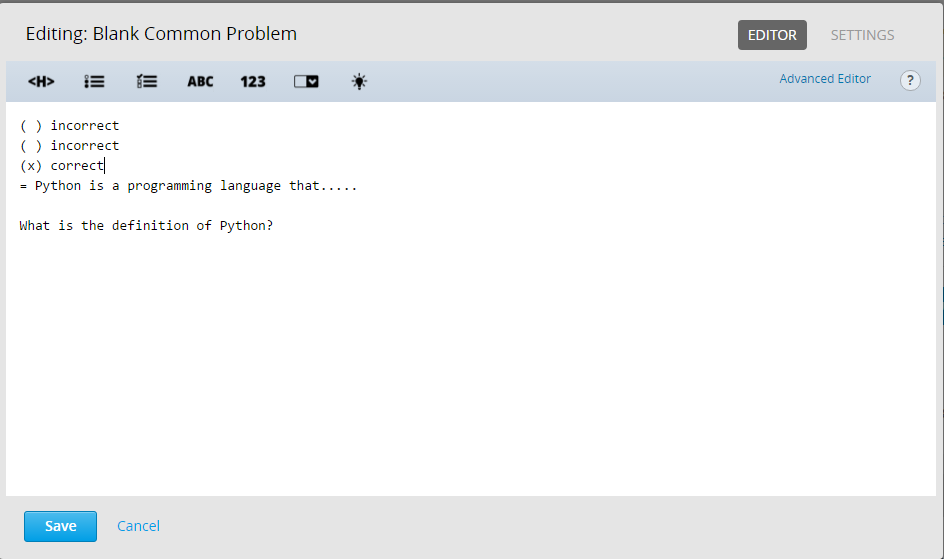 Editing: Blank Common Problem
EDITOR
SETTINGS
<H>
ABC
123
Advanced Editor
?
( ) incorrect
( ) incorrect
(x) correct
= Python is a programming language that.....
What is the definition of Python?
Save
Cancel